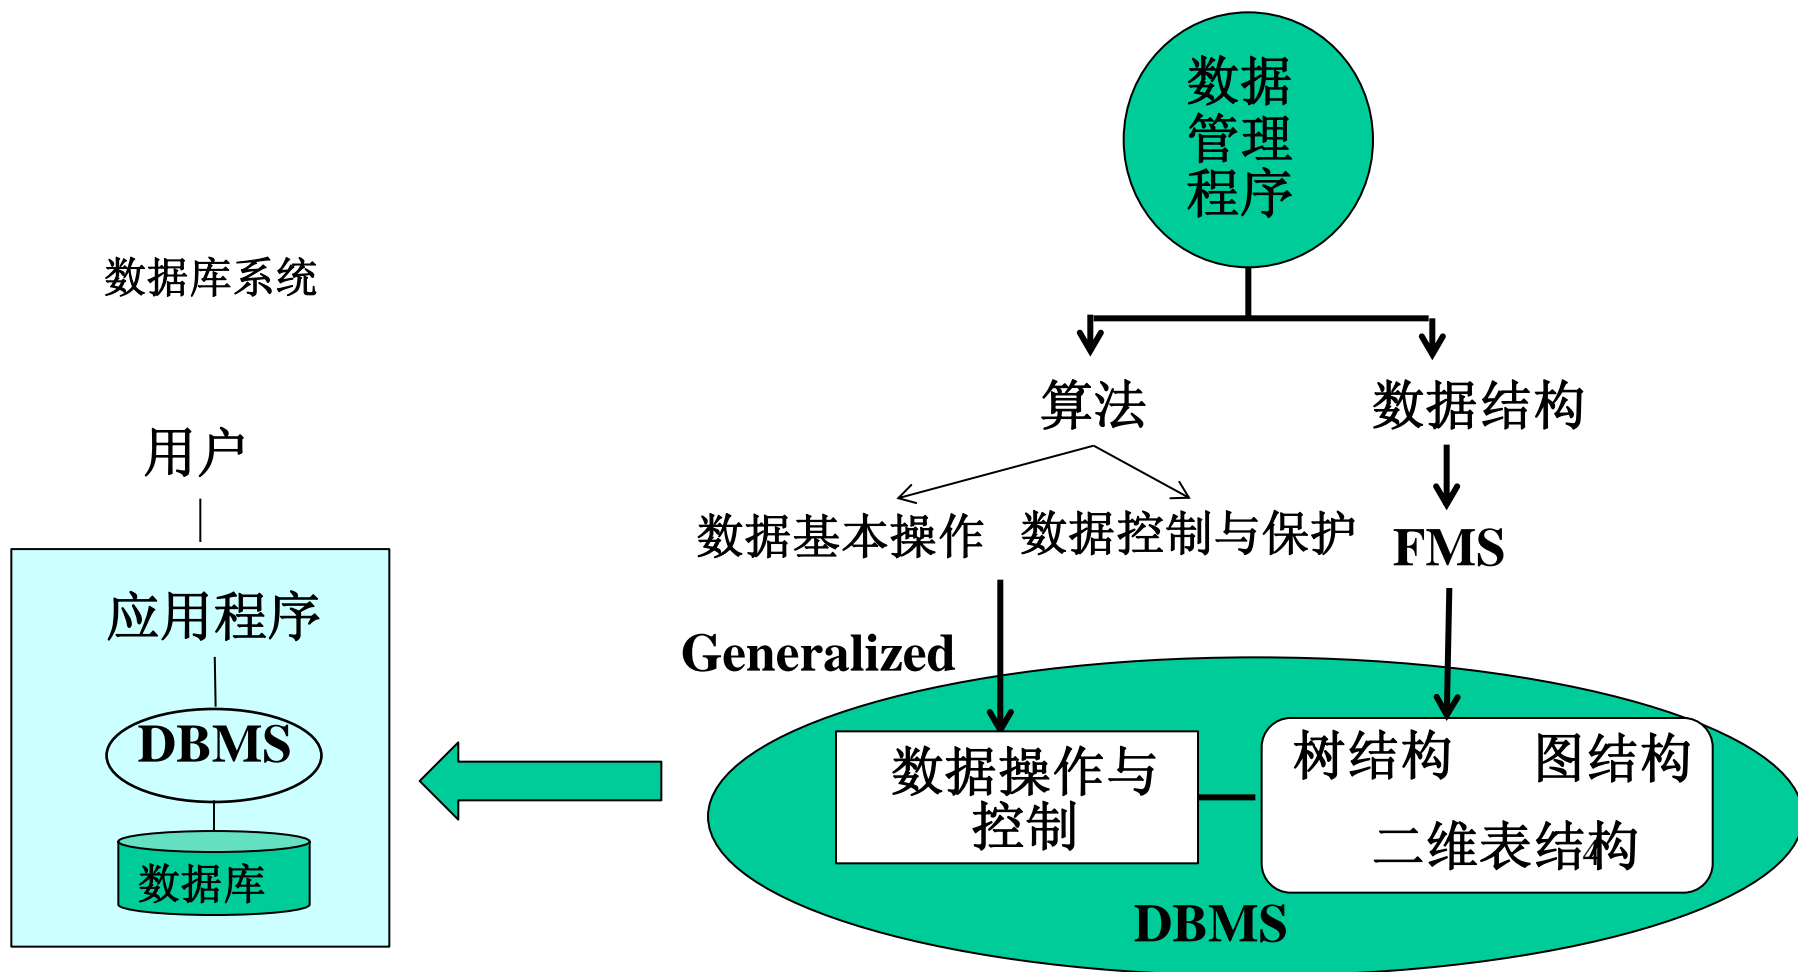 数据
管理
程序
数据库系统
算法
数据结构
用户
数据基本操作
数据控制与保护
FMS
应用程序
Generalized
DBMS
数据操作与
控制
树结构
图结构
二维表结构
4
数据库
DBMS